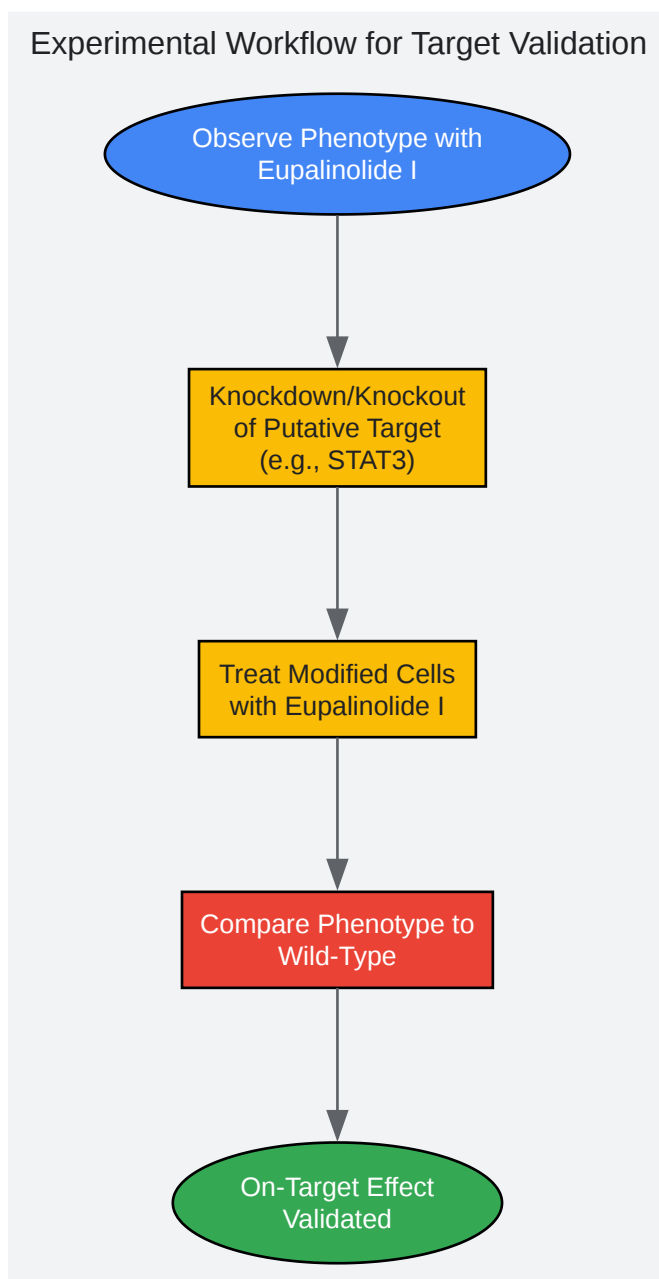 Experimental Workflow for Target Validation
Observe Phenotype with
Eupalinolide I
Knockdown/Knockout
of Putative Target
(e.g., STAT3)
Treat Modified Cells
with Eupalinolide I
Compare Phenotype to
Wild-Type
On-Target Effect
Validated